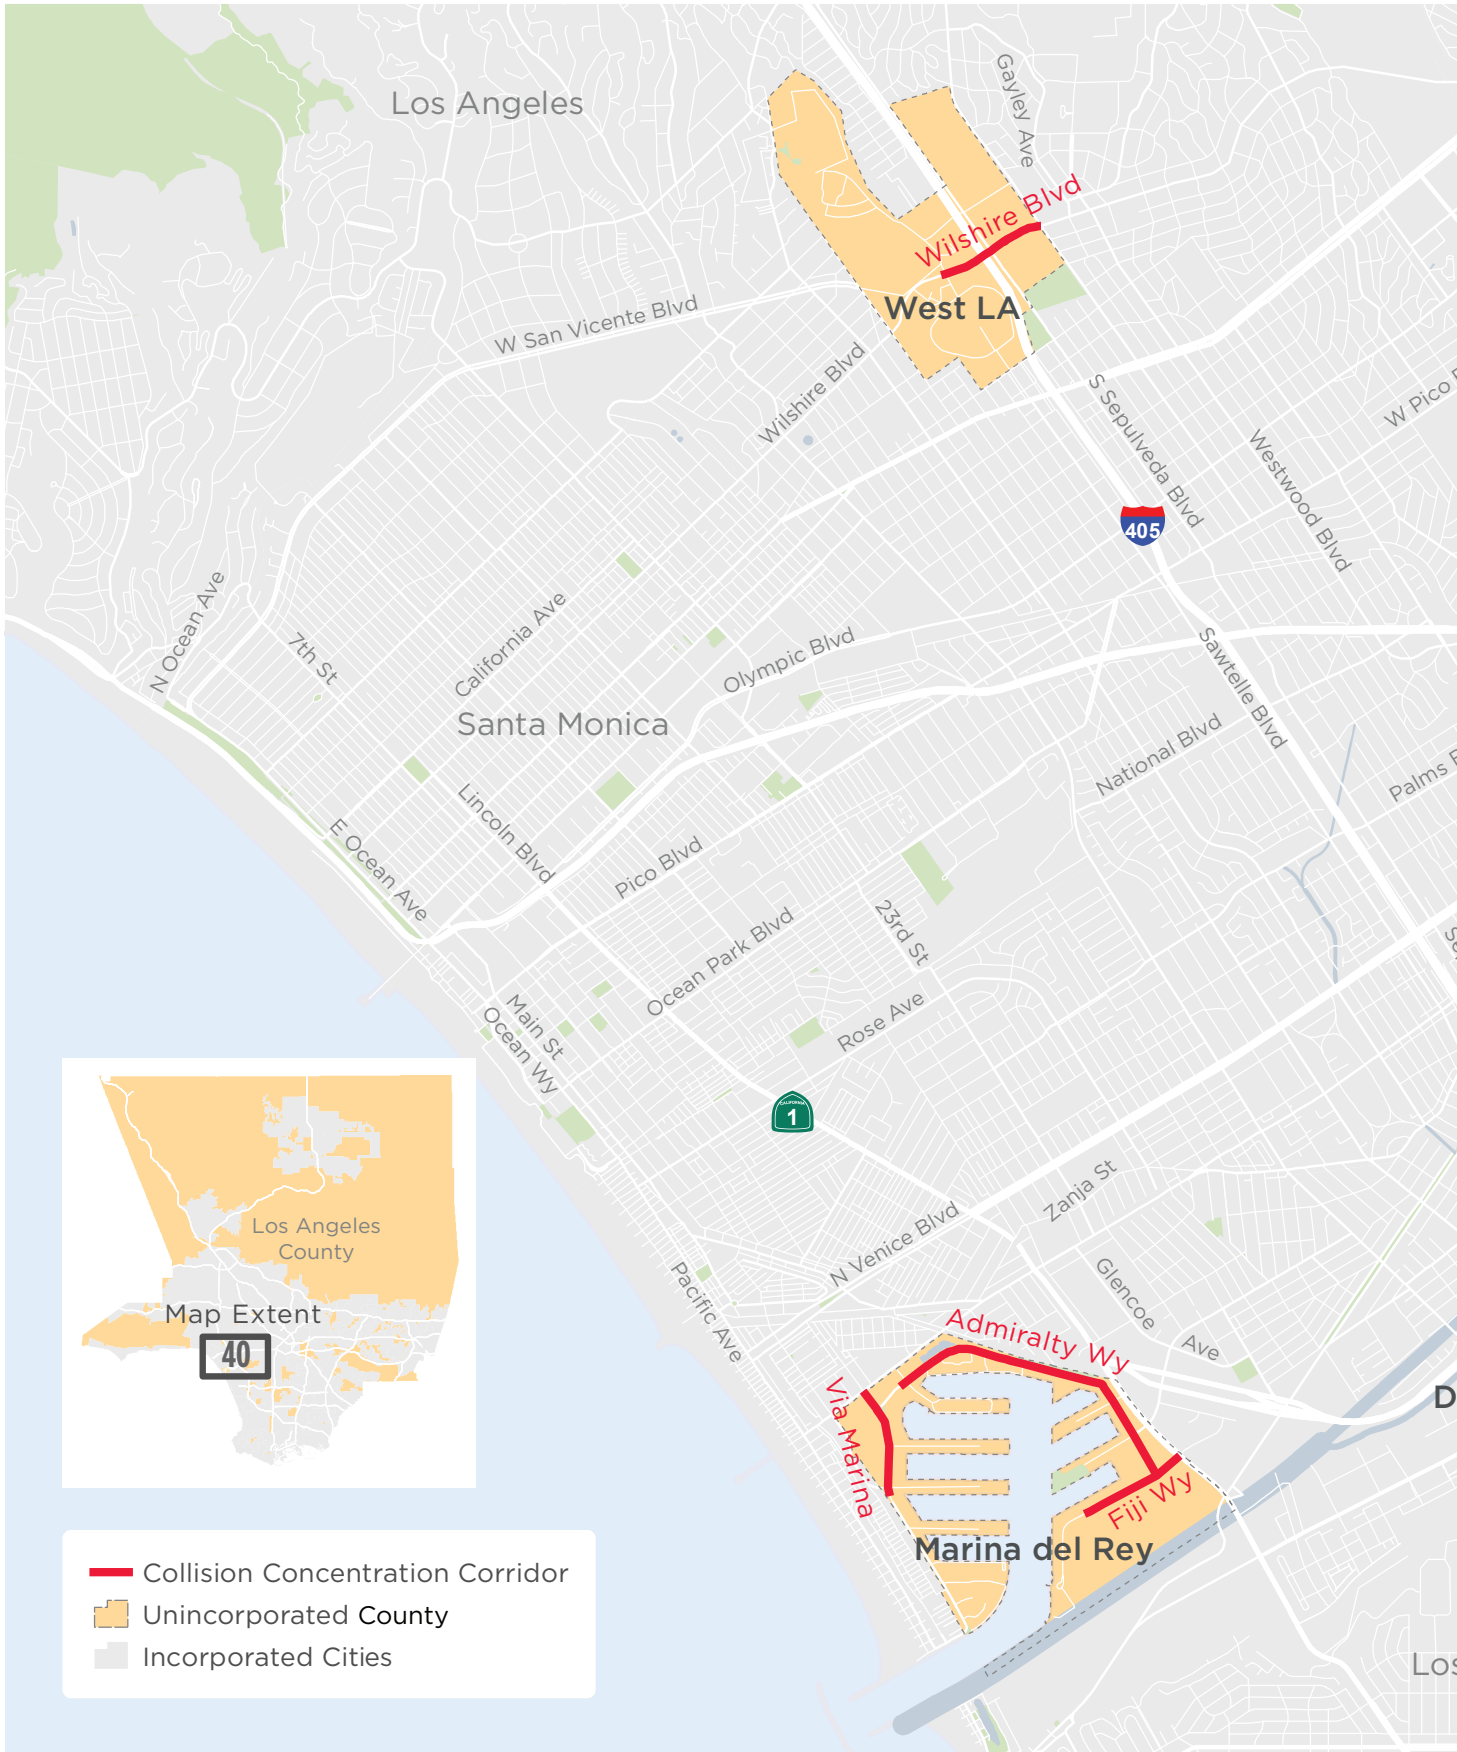 Los Angeles
Gayley Ave
Wilshire Blvd
West LA
W San Vicente Blvd
Wilshire Blvd
S Sepulveda Blvd
W Pico
Westwood Blvd
405
N Ocean Ave
7th St
California Ave
Olympic Blvd
Santa Monica
Sawtelle Blvd
National Blvd
Palms
Lincoln Blvd
E Ocean Ave
Pico Blvd
23rd St
Ocean Park Blvd
Main St
Ocean Wy
Rose Ave
CALIFORNIA
1
Zanja St
N Venice Blvd
Glencoe Ave
Pacific Ave
Admiralty Wy
Via Marina
Fiji Wy
Marina del Rey
D
Los
Los Angeles
County
Map Extent
40
Collision Concentration Corridor
Unincorporated County
Incorporated Cities